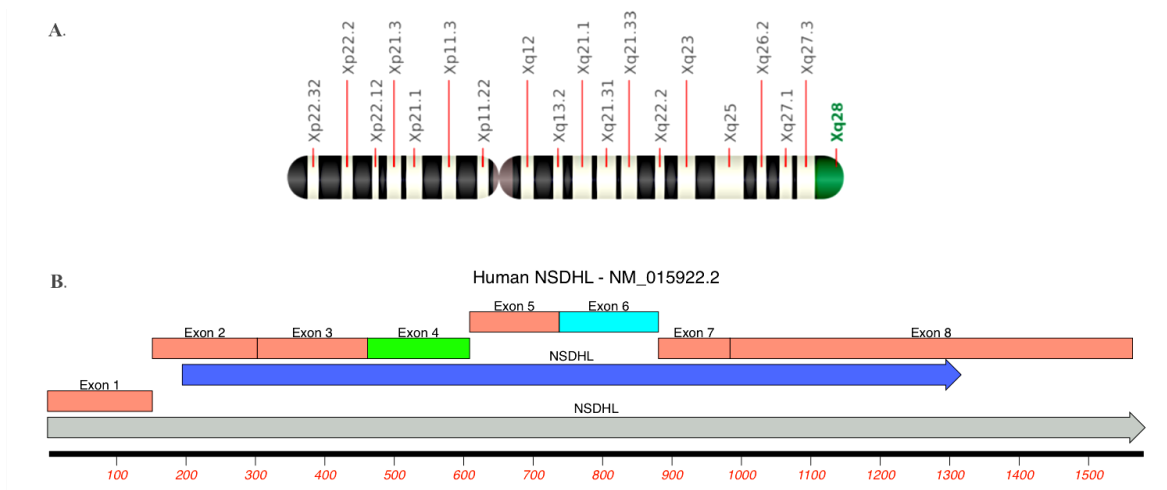 A.
Xp22.32
Xp22.2
Xp22.12
Xp21.3
Xp21.1
Xp11.3
Xp11.22
Xq12
Xq13.2
Xq21.1
Xq21.31
Xq21.33
Xq22.2
Xq23
Xq25
Xq26.2
Xq27.1
Xq27.3
Xq28
B.
Human NSDHL - NM_015922.2
Exon 5 Exon 6
Exon 2 Exon 3 Exon 4 Exon 7 Exon 8
NSDHL
Exon 1
NSDHL
100 200 300 400 500 600 700 800 900 1000 1100 1200 1300 1400 1500